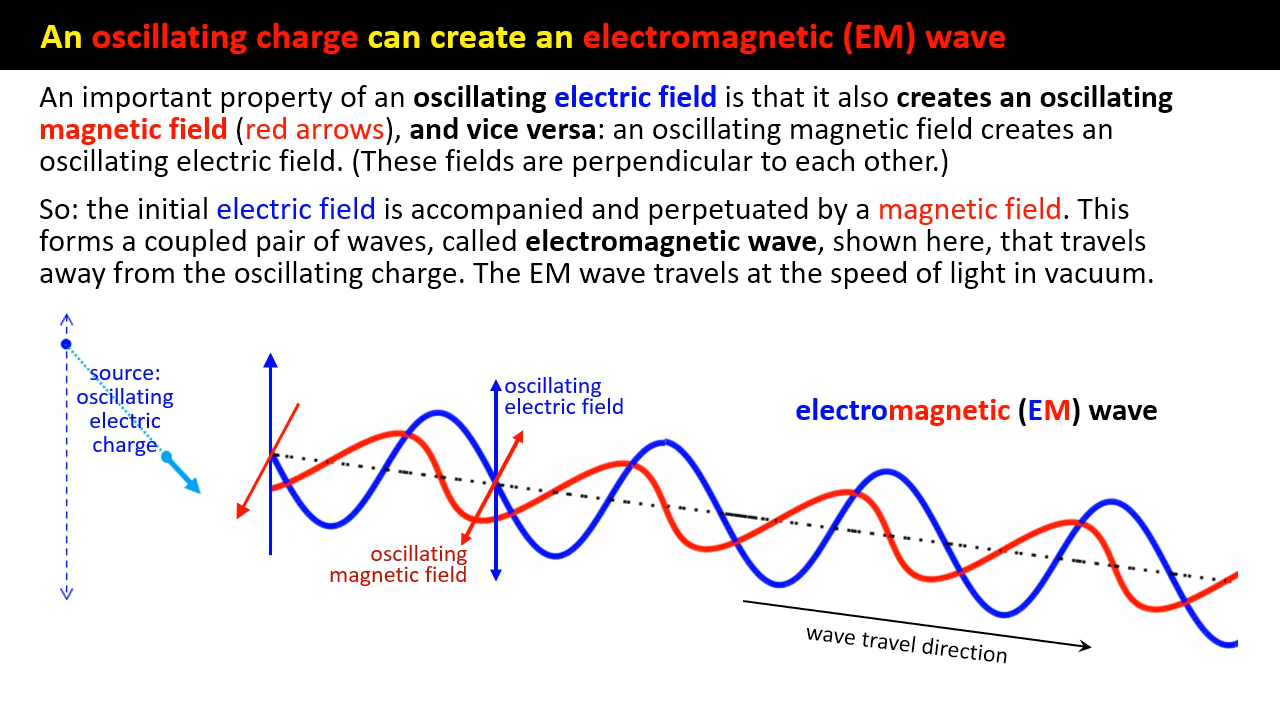 An oscillating charge can create an electromagnetic (EM) wave
An important property of an oscillating electric field is that it also creates an oscillating
magnetic field (red arrows), and vice versa: an oscillating magnetic field creates an
oscillating electric field. (These fields are perpendicular to each other.)
So: the initial electric field is accompanied and perpetuated by a magnetic field. This
forms a coupled pair of waves, called electromagnetic wave, shown here, that travels
away from the oscillating charge. The EM wave travels at the speed of light in vacuum.
source:
oscillating
electric
charge
oscillating
electric field
electromagnetic (EM) wave
oscillating
magnetic field
wave travel direction